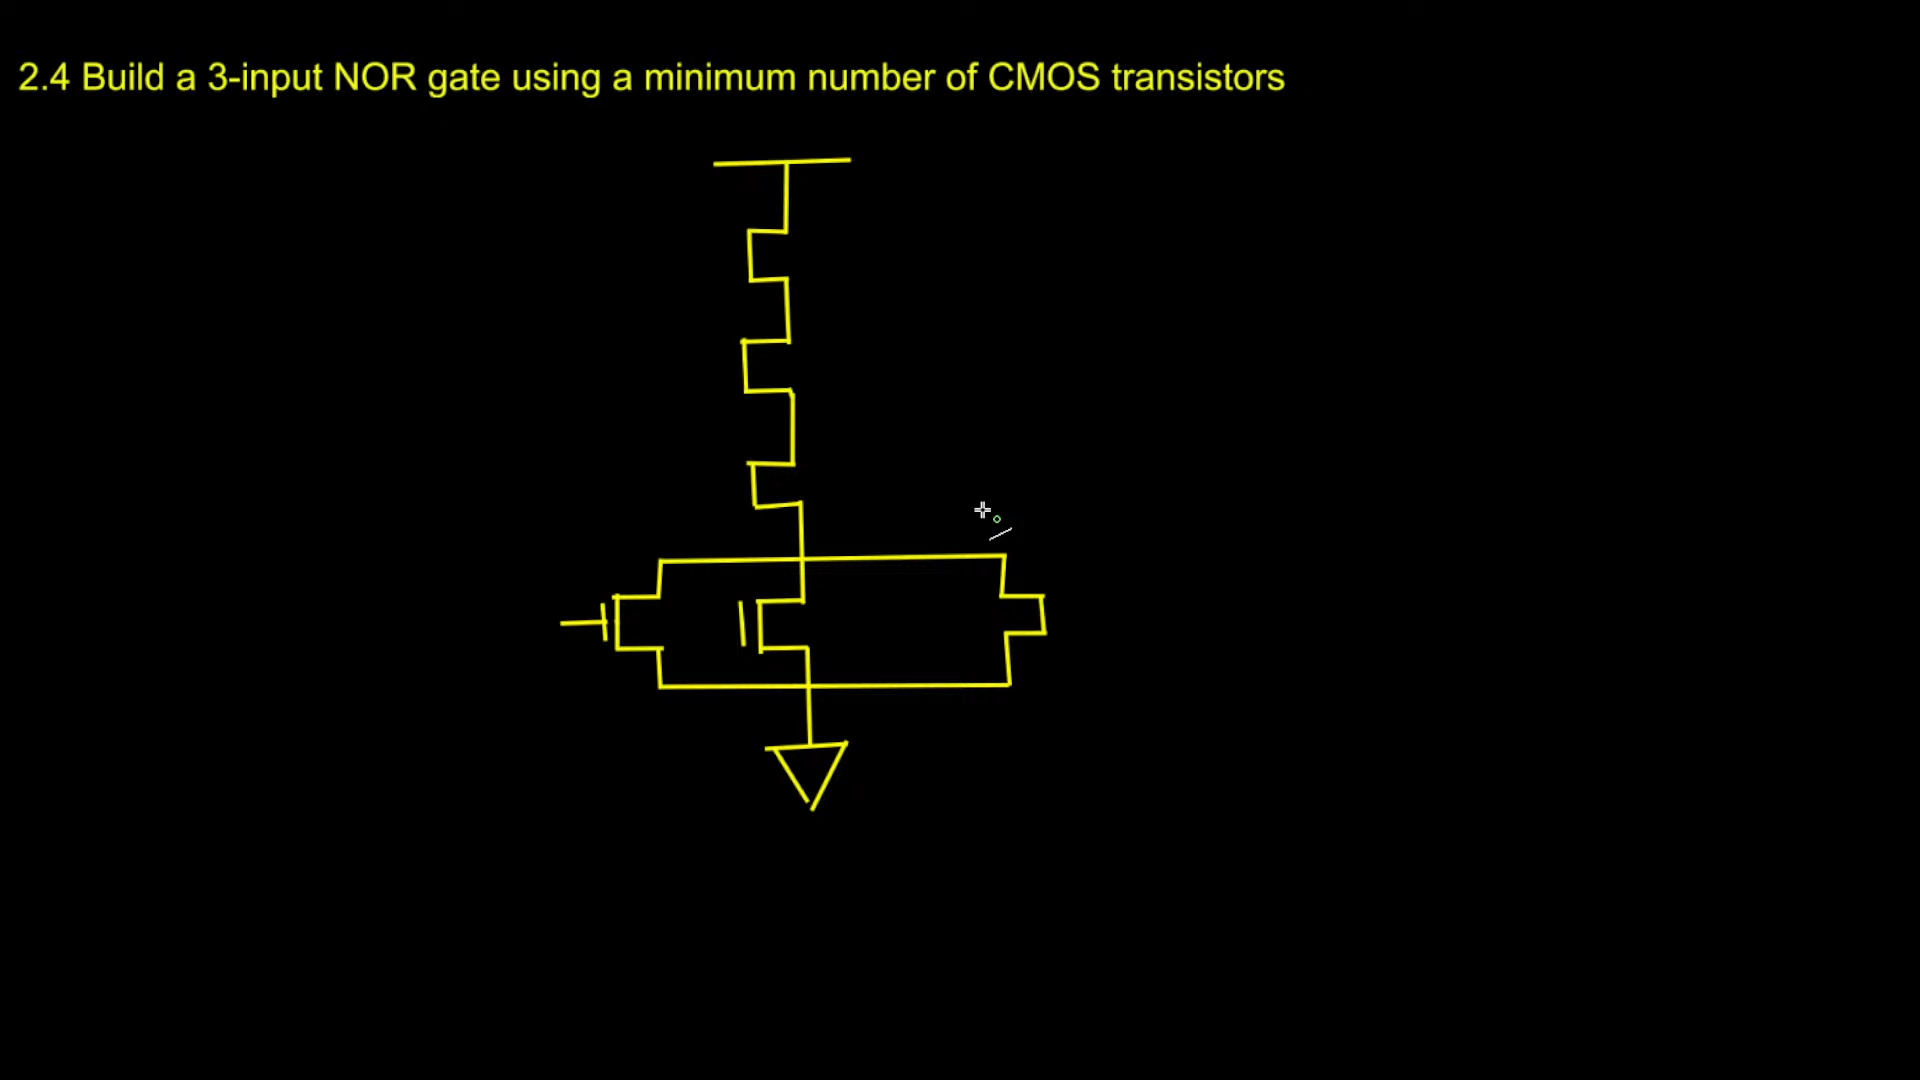 2.4 Build a 3-input NOR gate using a minimum number of CMOS transistors